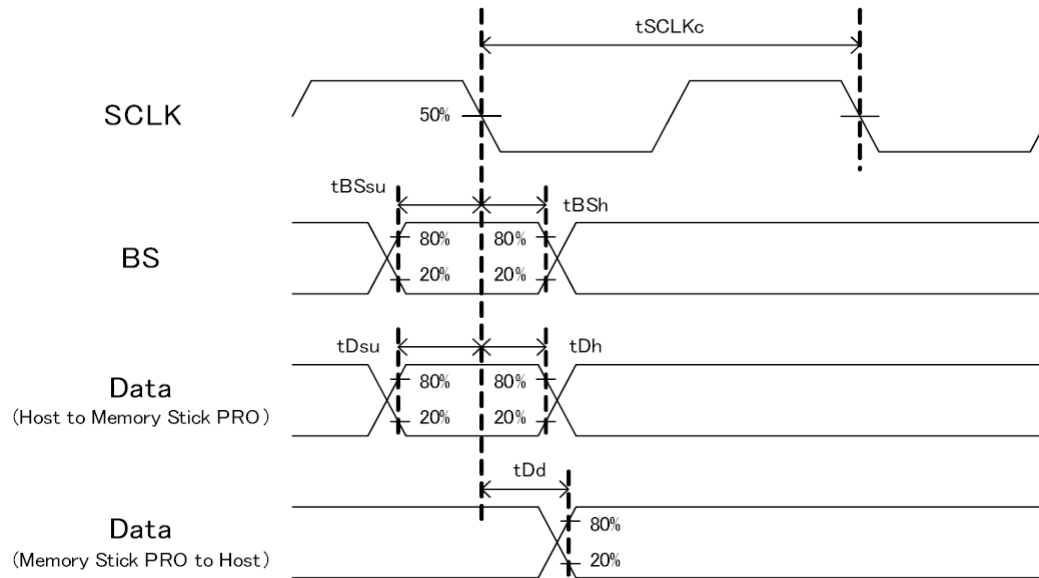 tSCLKc
SCLK
50%
tBSsu
tBSh
BS
80%
80%
20%
20%
tDsu
tDh
Data
(Host to Memory Stick PRO)
80%
80%
20%
20%
tDd
Data
(Memory Stick PRO to Host)
80%
20%